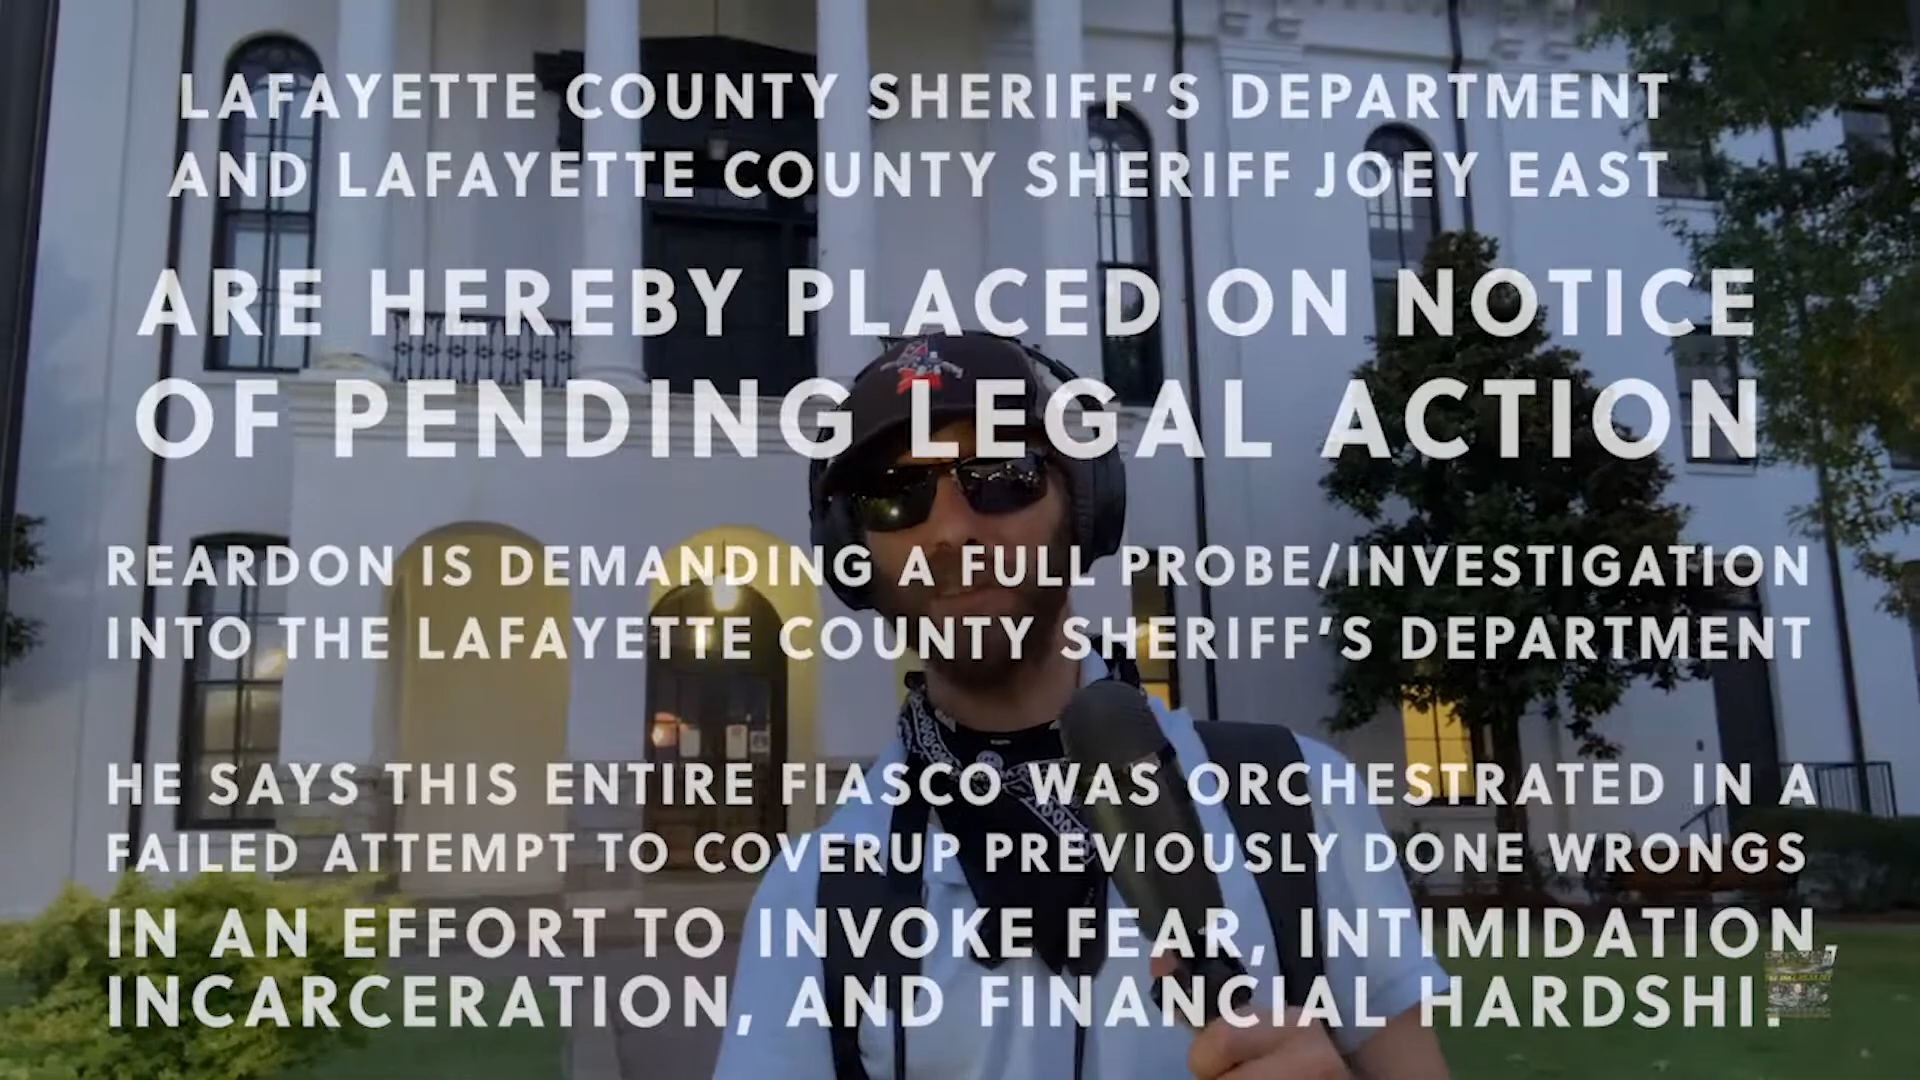 LAFAYETTE COUNTY SHERIFF'S DEPARTMENT
AND LAFAYETTE COUNTY SHERIFF JOEY EAST
ARE HEREBY PLACED ON NOTICE
OF PENDING LEGAL ACTION
REARDON IS DEMANDING A FULL PROBE/INVESTIGATION
INTO THE LAFAYETTE COUNTY SHERIFF'S DEPARTMENT
HE SAYS THIS ENTIRE FIASCO WAS ORCHESTRATED IN A
FAILED ATTEMPT TO COVERUP PREVIOUSLY DONE WRONGS
IN AN EFFORT TO INVOKE FEAR, INTIMIDATION,
INCARCERATION, AND FINANCIAL HARDSHI.